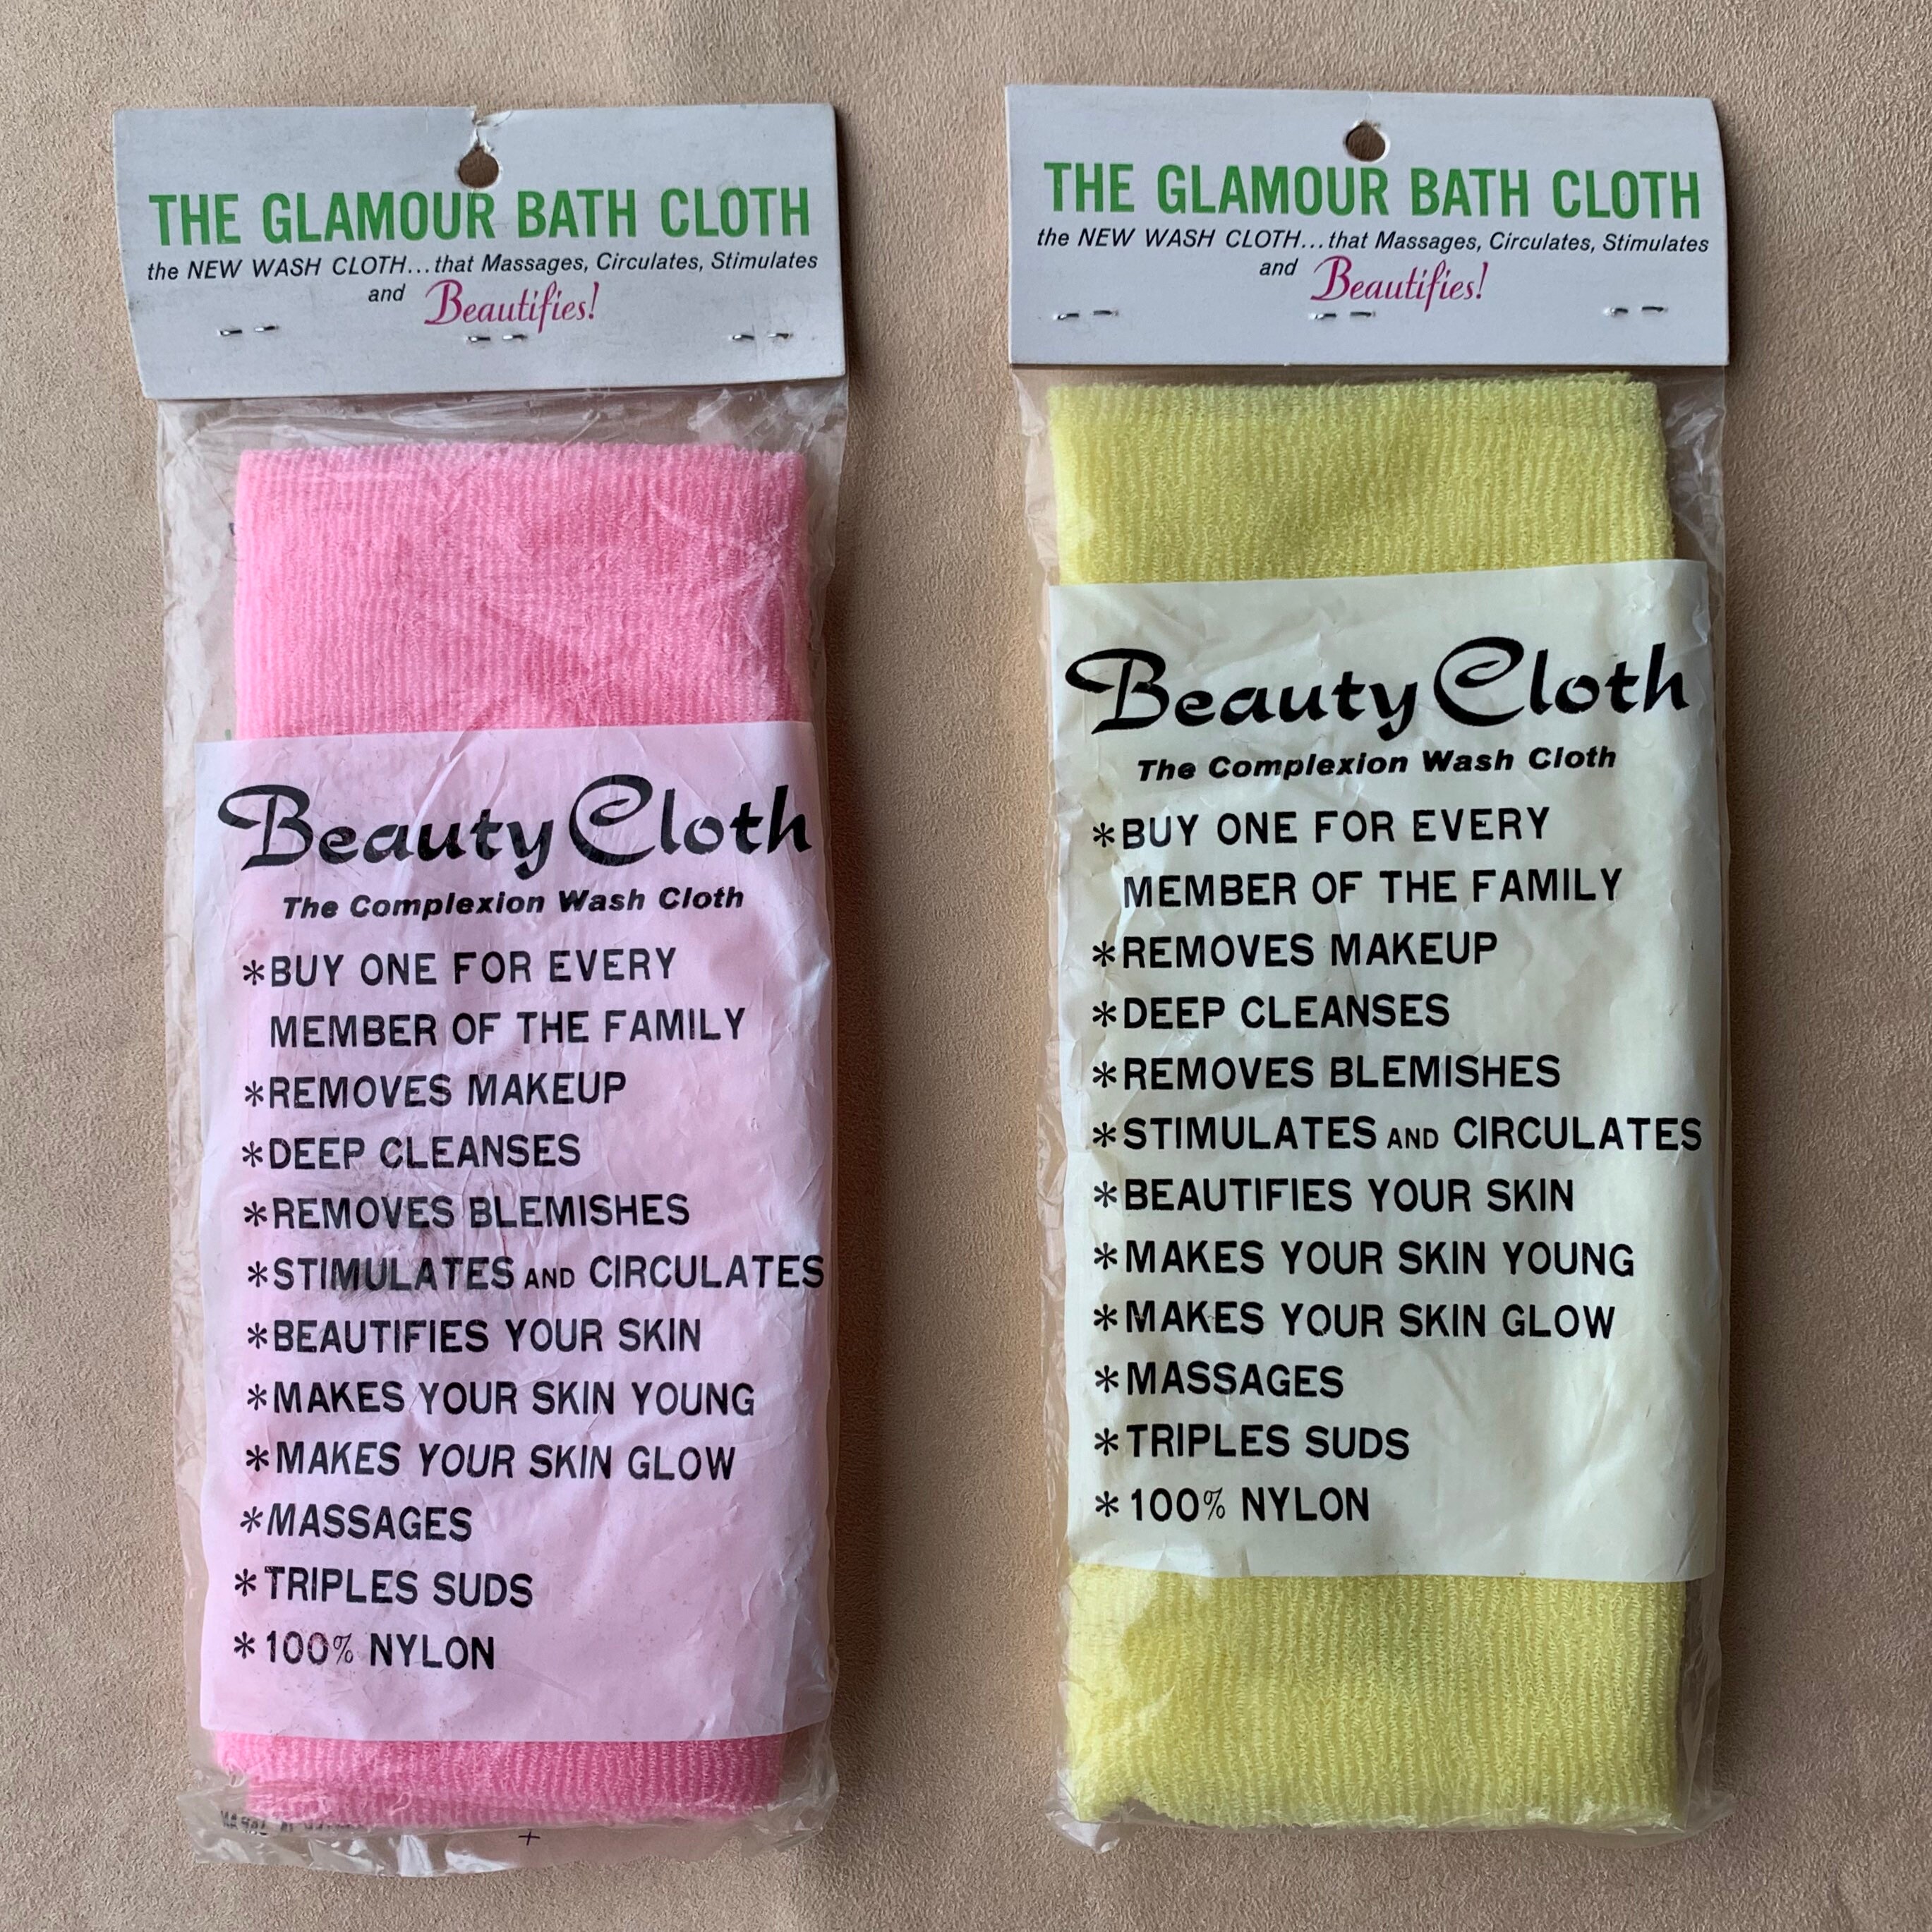 THE GLAMOUR BATH CLOTH
the NEW WASH CLOTH...that Massages, Circulates, Stimulates
and Beautifies!
Beauty Cloth
The Complexion Wash Cloth
*BUY ONE FOR EVERY
MEMBER OF THE FAMILY
*REMOVES MAKEUP
*DEEP CLEANSES
*REMOVES BLEMISHES
*STIMULATES AND CIRCULATES
*BEAUTIFIES YOUR SKIN
*MAKES YOUR SKIN YOUNG
*MAKES YOUR SKIN GLOW
*MASSAGES
*TRIPLES SUDS
*100% NYLON
THE GLAMOUR BATH CLOTH
the NEW WASH CLOTH...that Massages, Circulates, Stimulates
and Beautifies!
Beauty Cloth
The Complexion Wash Cloth
*BUY ONE FOR EVERY
MEMBER OF THE FAMILY
*REMOVES MAKEUP
*DEEP CLEANSES
*REMOVES BLEMISHES
*STIMULATES AND CIRCULATES
*BEAUTIFIES YOUR SKIN
*MAKES YOUR SKIN YOUNG
*MAKES YOUR SKIN GLOW
*MASSAGES
*TRIPLES SUDS
*100% NYLON